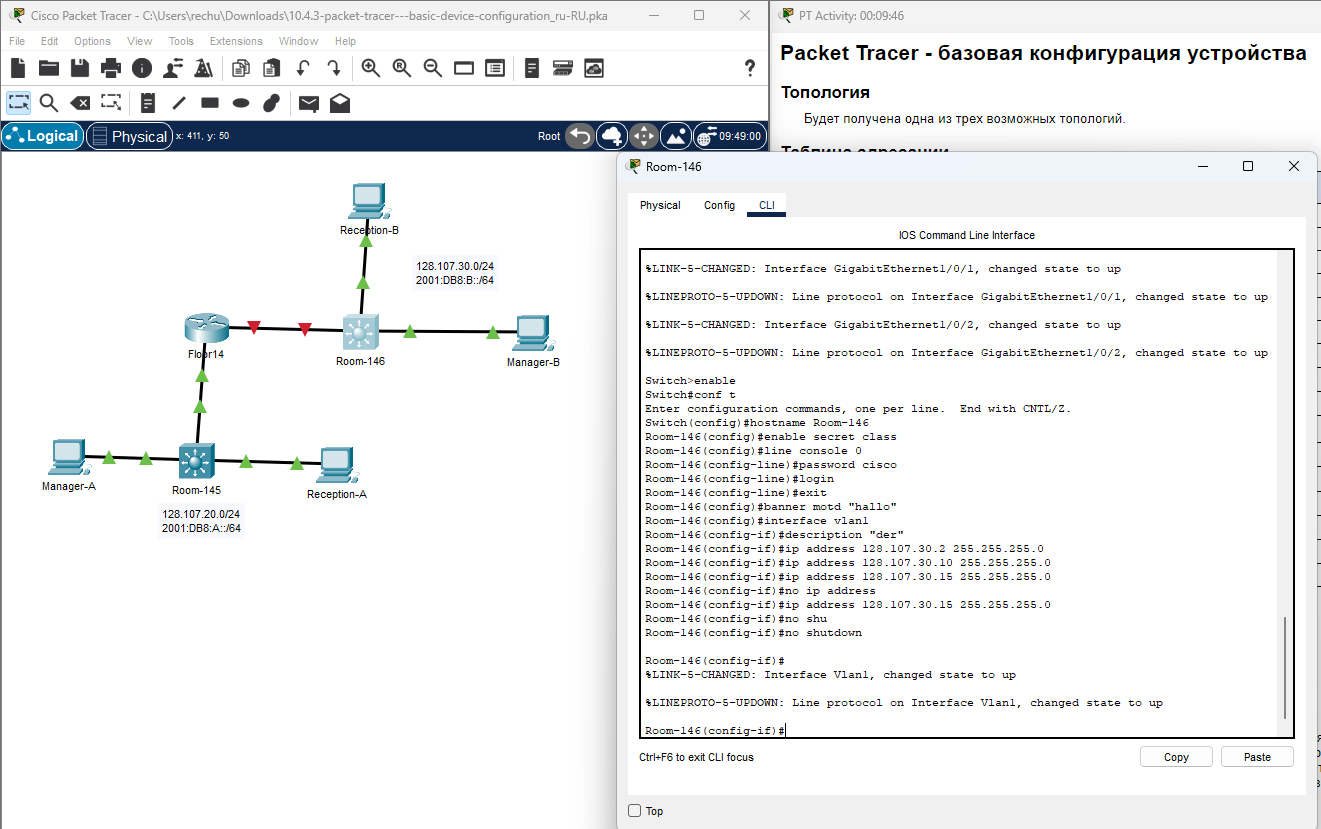 Cisco Packet Tracer - C:\Users\rechu\Downloads\10.4.3-packet-tracer---basic-device-configuration_ru-RU.pka
File Edit Options View Tools Extensions Window Help
Logical Physical x: 411, y: 50 Root 09:49:00
Reception-B
128.107.30.0/24
2001:DB8:B::/64
Floor14
Room-146
Manager-B
Manager-A
Room-145
Reception-A
128.107.20.0/24
2001:DB8:A::/64
PT Activity: 00:09:46
Packet Tracer - базовая конфигурация устройства
Топология
Будет получена одна из трех возможных топологий.
Таблица адресации
Room-146
Physical Config CLI
IOS Command Line Interface
%LINK-5-CHANGED: Interface GigabitEthernet1/0/1, changed state to up
%LINEPROTO-5-UPDOWN: Line protocol on Interface GigabitEthernet1/0/1, changed state to up
%LINK-5-CHANGED: Interface GigabitEthernet1/0/2, changed state to up
%LINEPROTO-5-UPDOWN: Line protocol on Interface GigabitEthernet1/0/2, changed state to up
Switch>enable
Switch#conf t
Enter configuration commands, one per line.  End with CNTL/Z.
Switch(config)#hostname Room-146
Room-146(config)#enable secret class
Room-146(config)#line console 0
Room-146(config-line)#password cisco
Room-146(config-line)#login
Room-146(config-line)#exit
Room-146(config)#banner motd "hallo"
Room-146(config)#interface vlan1
Room-146(config-if)#description "der"
Room-146(config-if)#ip address 128.107.30.2 255.255.255.0
Room-146(config-if)#ip address 128.107.30.10 255.255.255.0
Room-146(config-if)#ip address 128.107.30.15 255.255.255.0
Room-146(config-if)#no ip address
Room-146(config-if)#ip address 128.107.30.15 255.255.255.0
Room-146(config-if)#no shu
Room-146(config-if)#no shutdown
Room-146(config-if)#
%LINK-5-CHANGED: Interface Vlan1, changed state to up
%LINEPROTO-5-UPDOWN: Line protocol on Interface Vlan1, changed state to up
Room-146(config-if)#
Ctrl+F6 to exit CLI focus
Copy Paste
Top